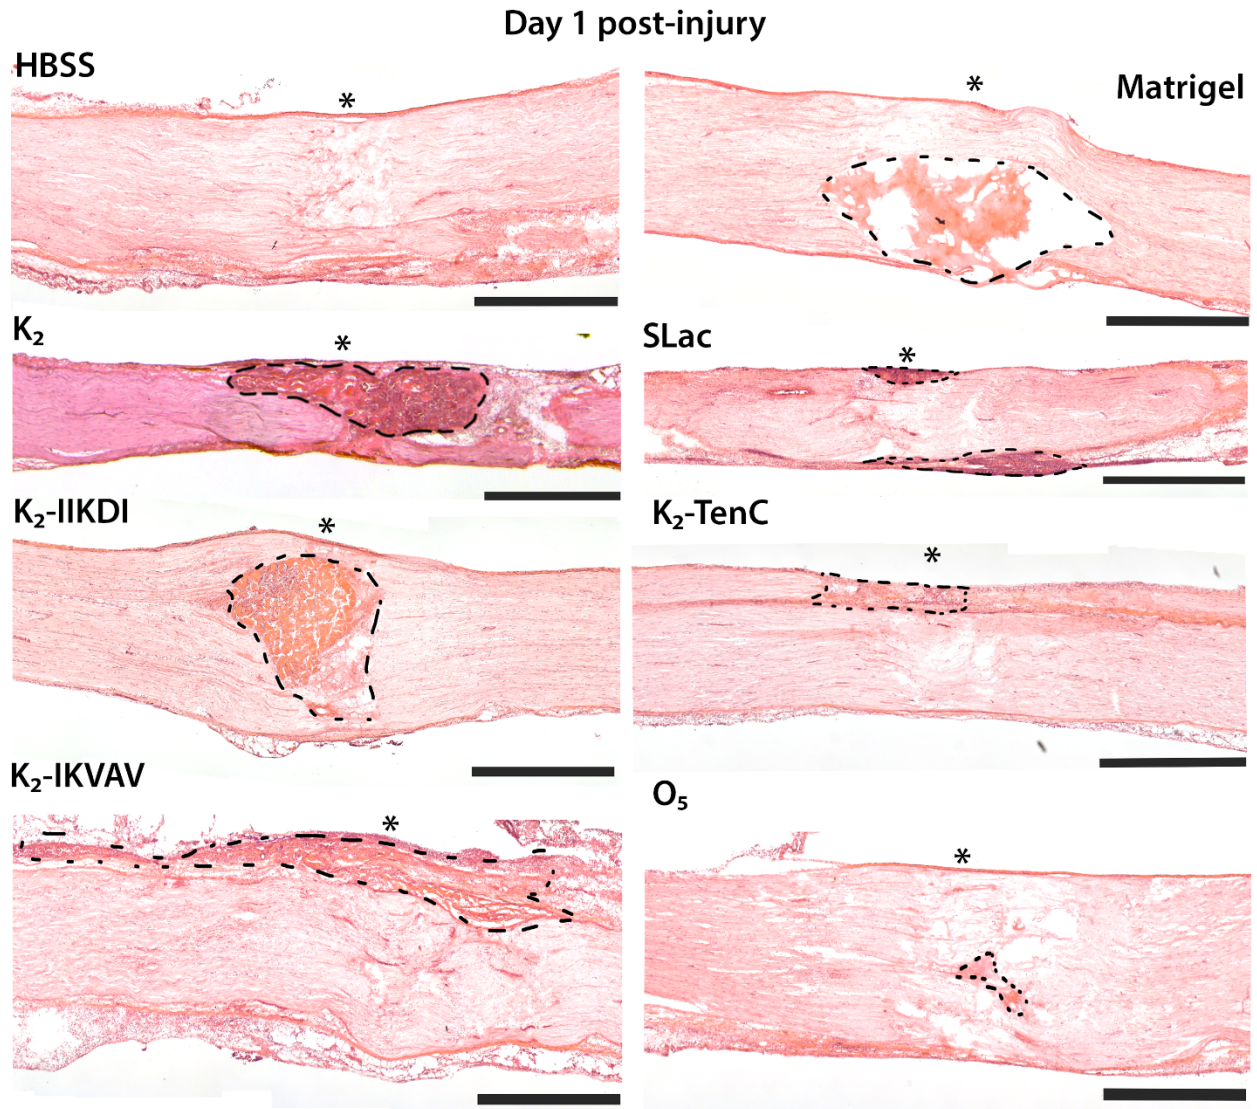 Day 1 post-injury
HBSS
*
Matrigel
*
K₂
*
SLac
*
K₂-IIKDI
*
K₂-TenC
*
K₂-IKVAV
*
O₅
*